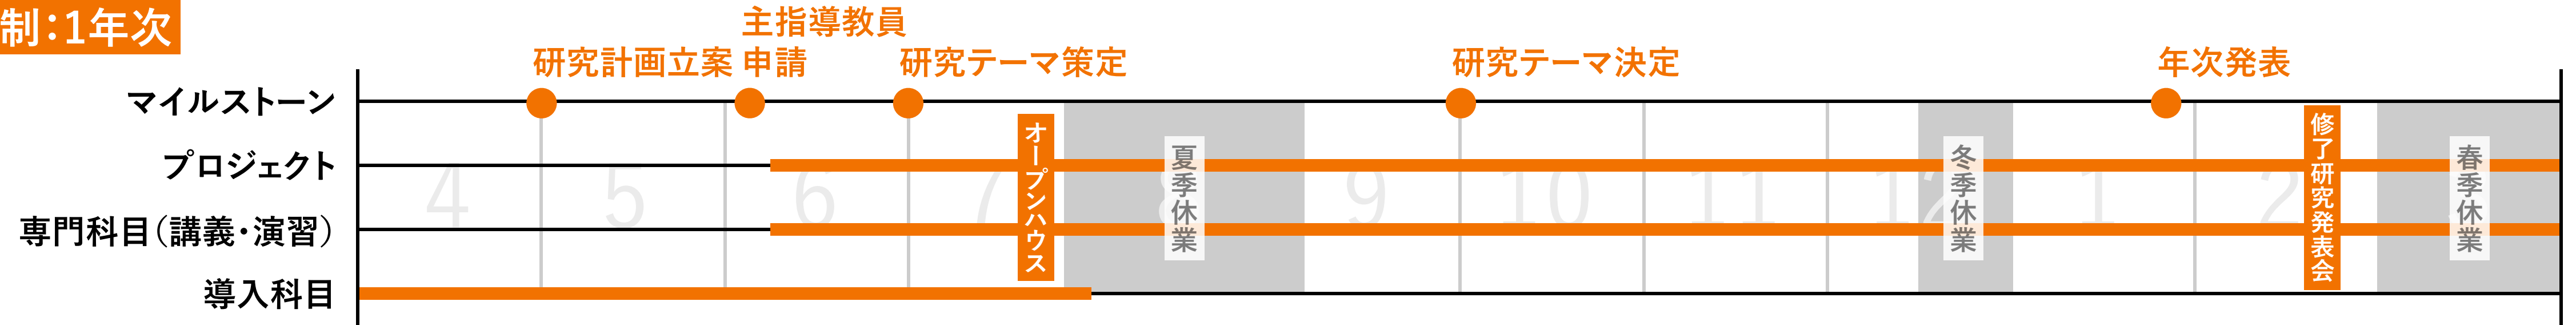 制：1年次
主指導教員
研究計画立案 申請 研究テーマ策定 研究テーマ決定 年次発表
マイルストーン
プロジェクト
専門科目（講義・演習）
導入科目
4 5 6 7 8 9 10 11 12 1 2
オープンハウス
夏季休業
冬季休業
修了研究発表会
春季休業